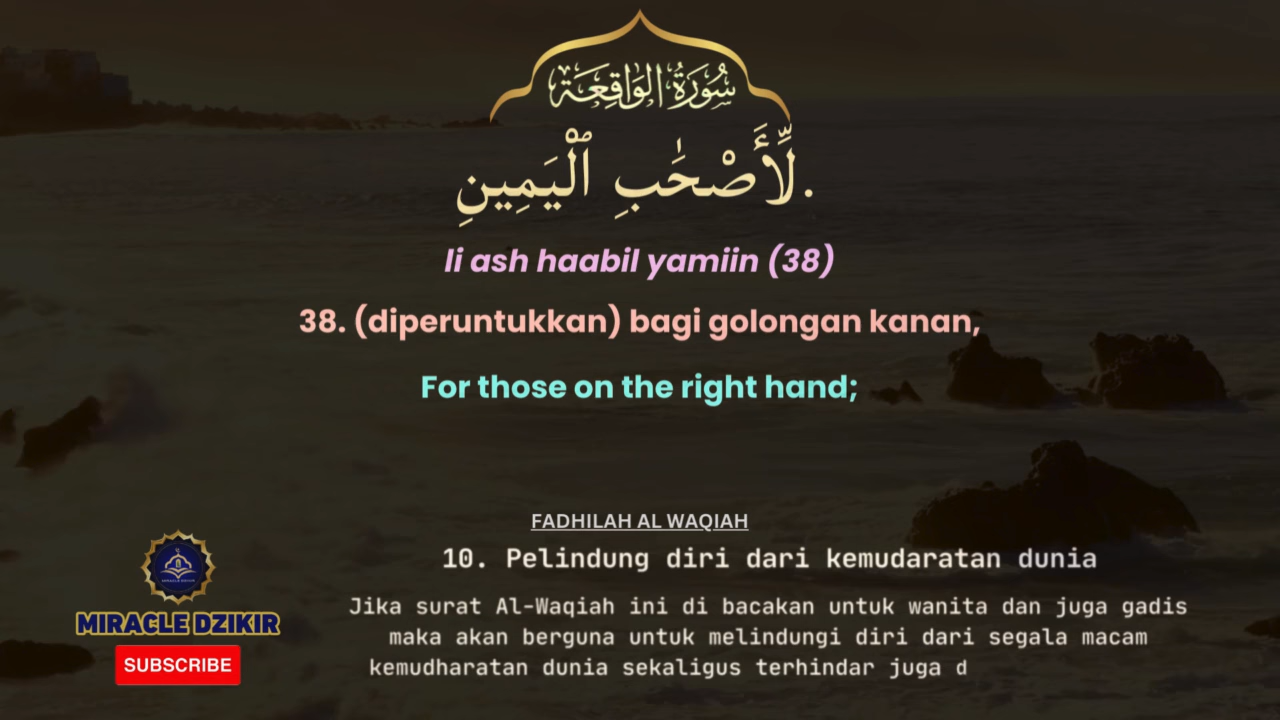 سُورَةُ الوَاقِعَة
لِّأَصْحَٰبِ ٱلْيَمِينِ.
li ash haabil yamiin (38)
38. (diperuntukkan) bagi golongan kanan,
For those on the right hand;
FADHILAH AL WAQIAH
10. Pelindung diri dari kemudaratan dunia
Jika surat Al-Waqiah ini di bacakan untuk wanita dan juga gadis
maka akan berguna untuk melindungi diri dari segala macam
kemudharatan dunia sekaligus terhindar juga d
MIRACLE DZIKIR
SUBSCRIBE